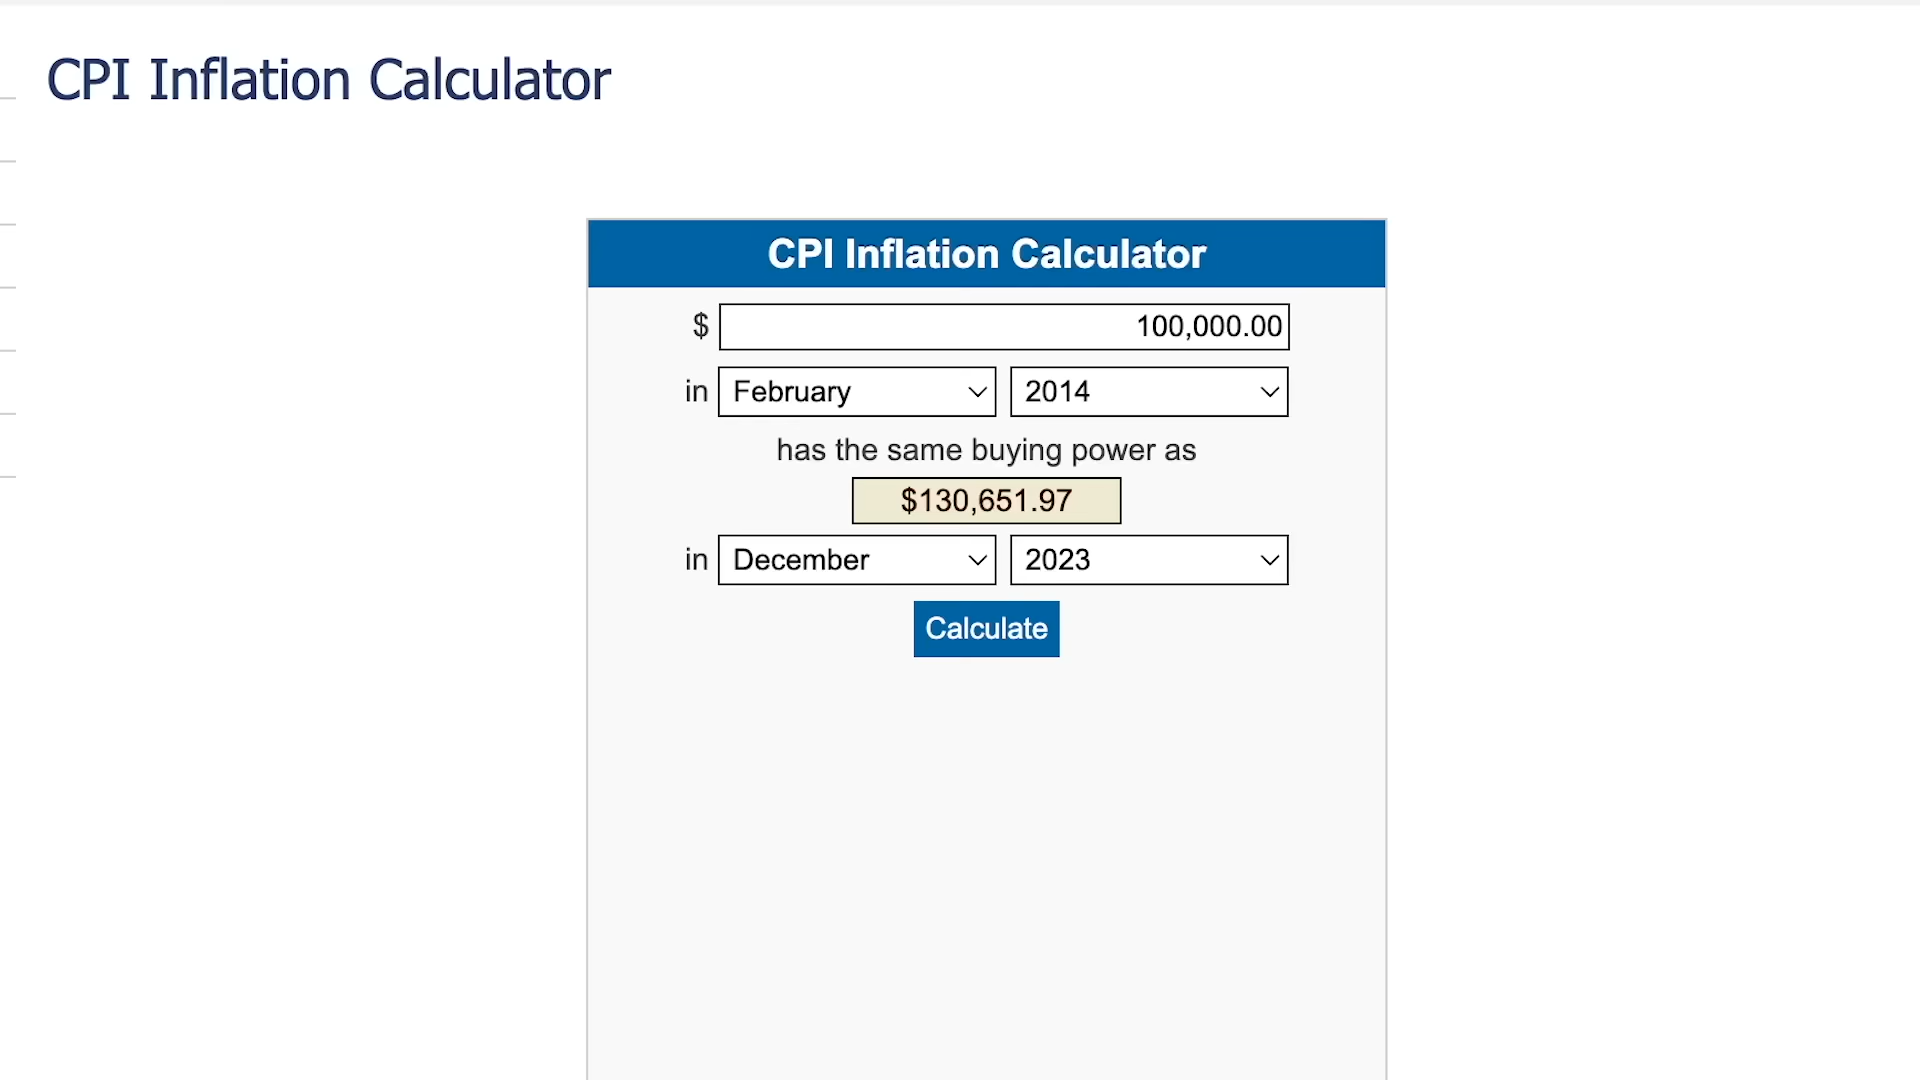 CPI Inflation Calculator
CPI Inflation Calculator
$ 100,000.00
in February 2014
has the same buying power as
$130,651.97
in December 2023
Calculate